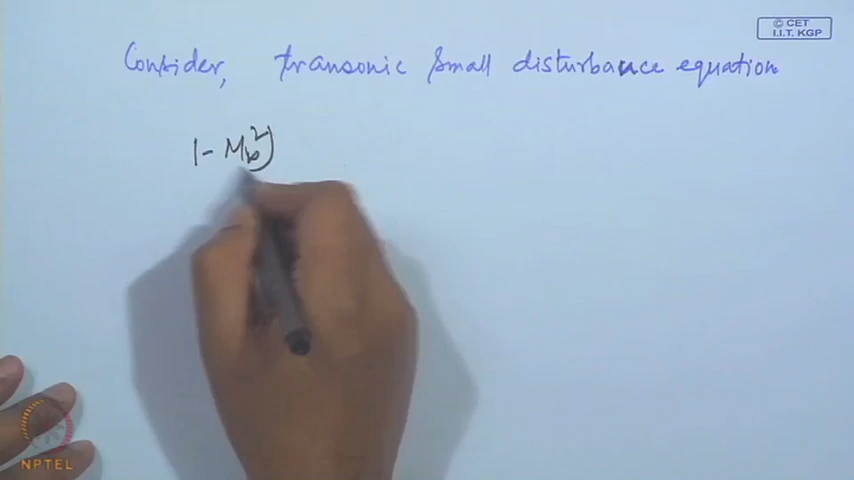 © CET
I.I.T. KGP
Consider, transonic small disturbance equation
1 - M∞²)
NPTEL